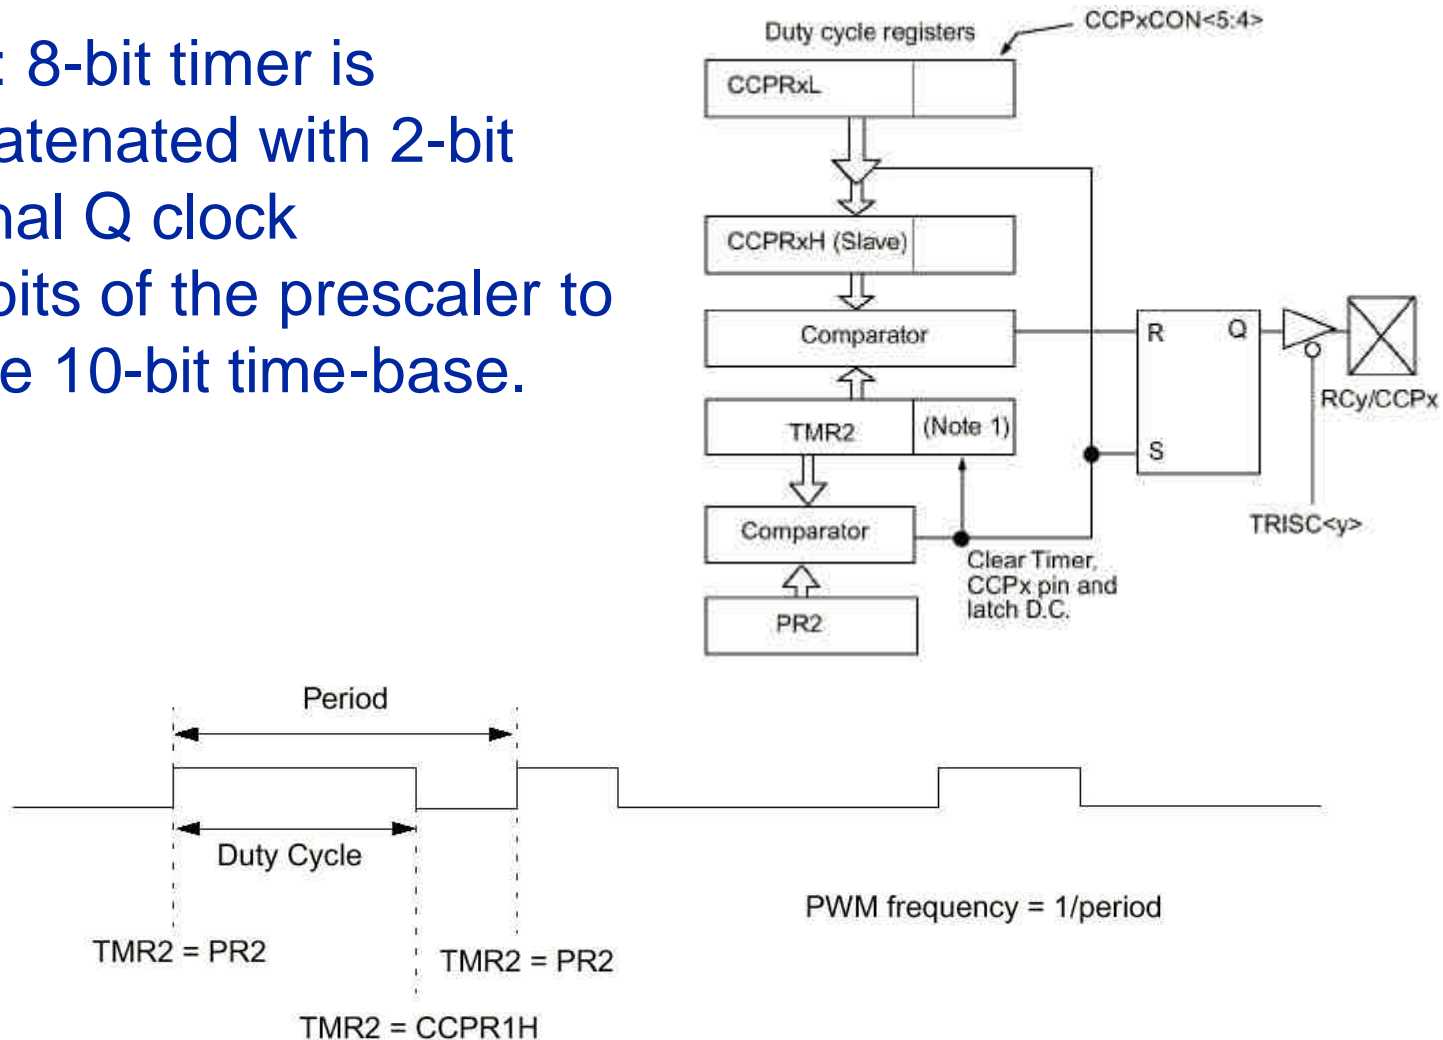 : 8-bit timer is
atenated with 2-bit
nal Q clock
bits of the prescaler to
e 10-bit time-base.
Duty cycle registers
CCPxCON<5:4>
CCPRxL
CCPRxH (Slave)
Comparator
TMR2
(Note 1)
Comparator
PR2
Clear Timer,
CCPx pin and
latch D.C.
R
Q
S
RCy/CCPx
TRISC<y>
Period
Duty Cycle
TMR2 = PR2
TMR2 = PR2
TMR2 = CCPR1H
PWM frequency = 1/period